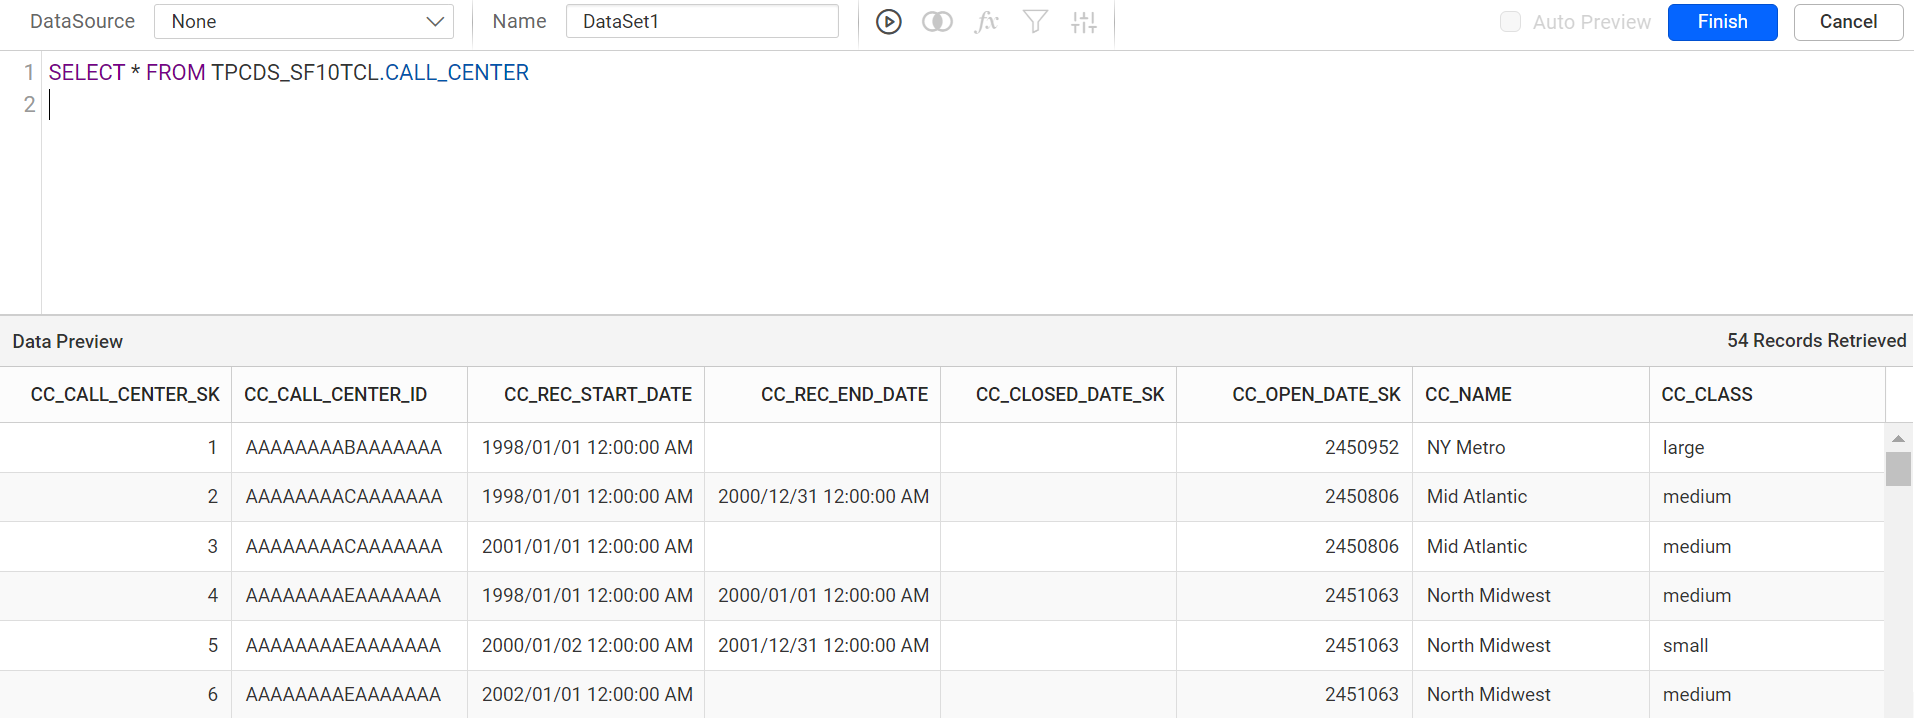 DataSource None Name DataSet1 fx Auto Preview Finish Cancel
1 SELECT * FROM TPCDS_SF10TCL.CALL_CENTER
2
Data Preview 54 Records Retrieved
CC_CALL_CENTER_SK CC_CALL_CENTER_ID CC_REC_START_DATE CC_REC_END_DATE CC_CLOSED_DATE_SK CC_OPEN_DATE_SK CC_NAME CC_CLASS
1 AAAAAAAABAAAAAAA 1998/01/01 12:00:00 AM 2450952 NY Metro large
2 AAAAAAAACAAAAAAA 1998/01/01 12:00:00 AM 2000/12/31 12:00:00 AM 2450806 Mid Atlantic medium
3 AAAAAAAACAAAAAAA 2001/01/01 12:00:00 AM 2450806 Mid Atlantic medium
4 AAAAAAAAEAAAAAAA 1998/01/01 12:00:00 AM 2000/01/01 12:00:00 AM 2451063 North Midwest medium
5 AAAAAAAAEAAAAAAA 2000/01/02 12:00:00 AM 2001/12/31 12:00:00 AM 2451063 North Midwest small
6 AAAAAAAAEAAAAAAA 2002/01/01 12:00:00 AM 2451063 North Midwest medium